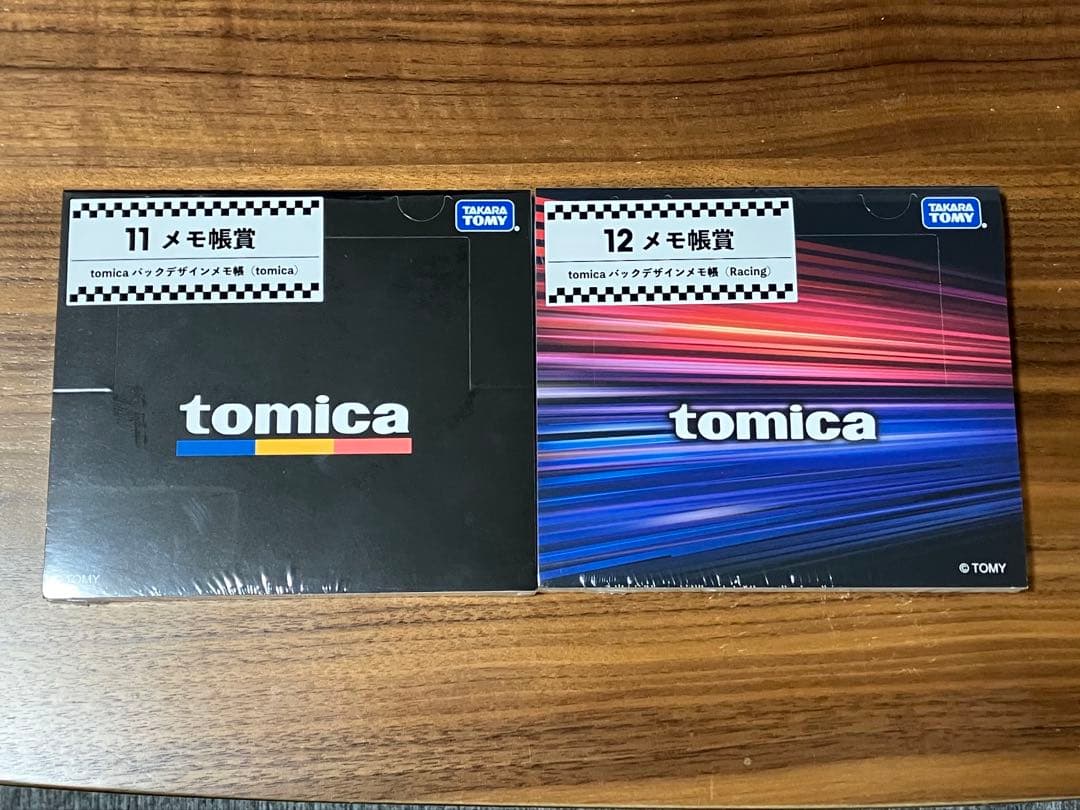 11 メモ帳賞
tomica バックデザインメモ帳（tomica）
TAKARA
TOMY
tomica
© TOMY
12 メモ帳賞
tomica バックデザインメモ帳（Racing）
TAKARA
TOMY
tomica
© TOMY